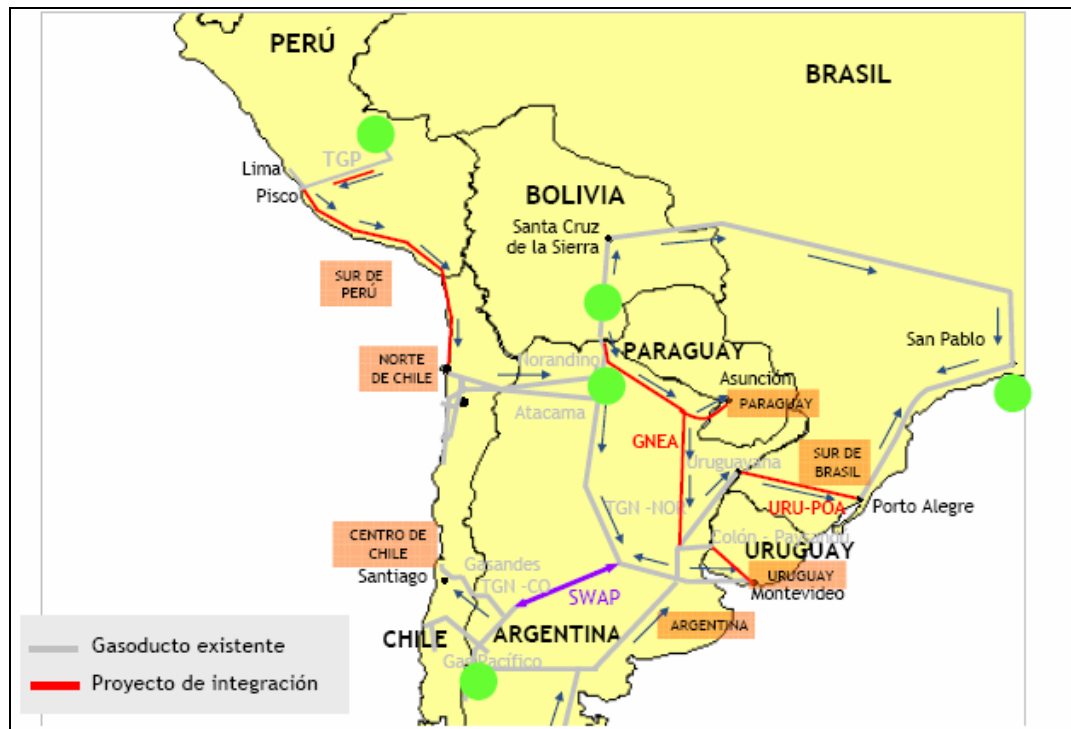 PERÚ
BRASIL
TGP
Lima
Pisco
BOLIVIA
Santa Cruz
de la Sierra
SUR DE
PERÚ
San Pablo
NORTE
DE CHILE
Norandino
PARAGUAY
Asunción
PARAGUAY
Atacama
GNEA
Uruguayana
SUR DE
BRASIL
TGN -NOR
URU-POA
Porto Alegre
Colón - Paysandú
CENTRO DE
CHILE
Santiago
Gasandes
TGN -CO
URUGUAY
URUGUAY
Montevideo
SWAP
ARGENTINA
CHILE
ARGENTINA
Gas Pacífico
Gasoducto existente
Proyecto de integración